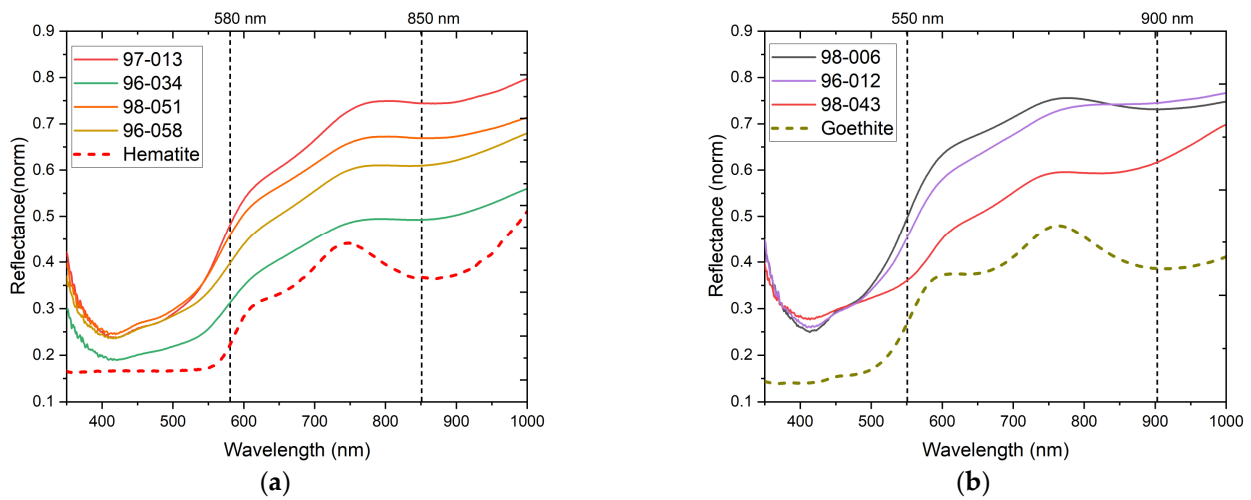 580 nm 850 nm
0.9
0.8
0.7
0.6
0.5
0.4
0.3
0.2
0.1
Reflectance(norm)
97-013
96-034
98-051
96-058
Hematite
400 500 600 700 800 900 1000
Wavelength (nm)
(a)
550 nm 900 nm
0.9
0.8
0.7
0.6
0.5
0.4
0.3
0.2
0.1
Reflectance (norm)
98-006
96-012
98-043
Goethite
400 500 600 700 800 900 1000
Wavelength (nm)
(b)